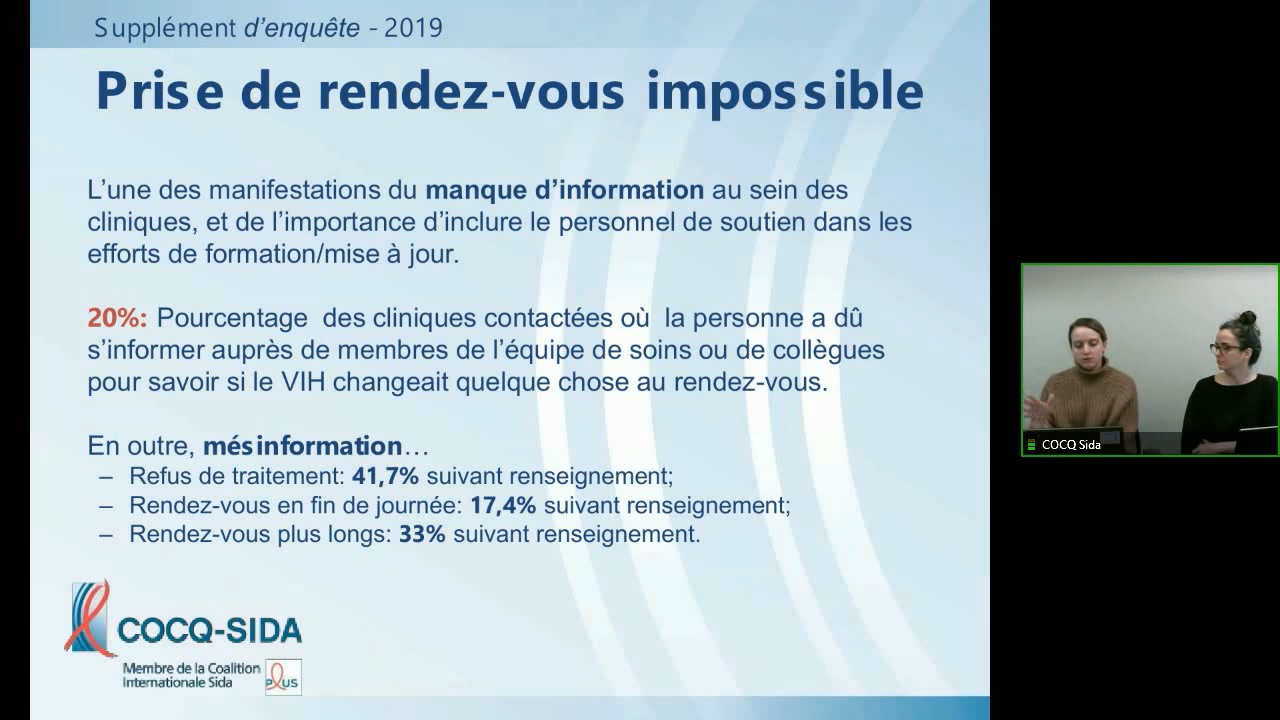 Supplément d'enquête - 2019
Prise de rendez-vous impossible
L'une des manifestations du manque d'information au sein des
cliniques, et de l'importance d'inclure le personnel de soutien dans les
efforts de formation/mise à jour.
20%: Pourcentage des cliniques contactées où la personne a dû
s'informer auprès de membres de l'équipe de soins ou de collègues
pour savoir si le VIH changeait quelque chose au rendez-vous.
En outre, mésinformation…
– Refus de traitement: 41,7% suivant renseignement;
– Rendez-vous en fin de journée: 17,4% suivant renseignement;
– Rendez-vous plus longs: 33% suivant renseignement.
COCQ-SIDA
Membre de la Coalition
Internationale Sida
PLUS
COCQ Sida